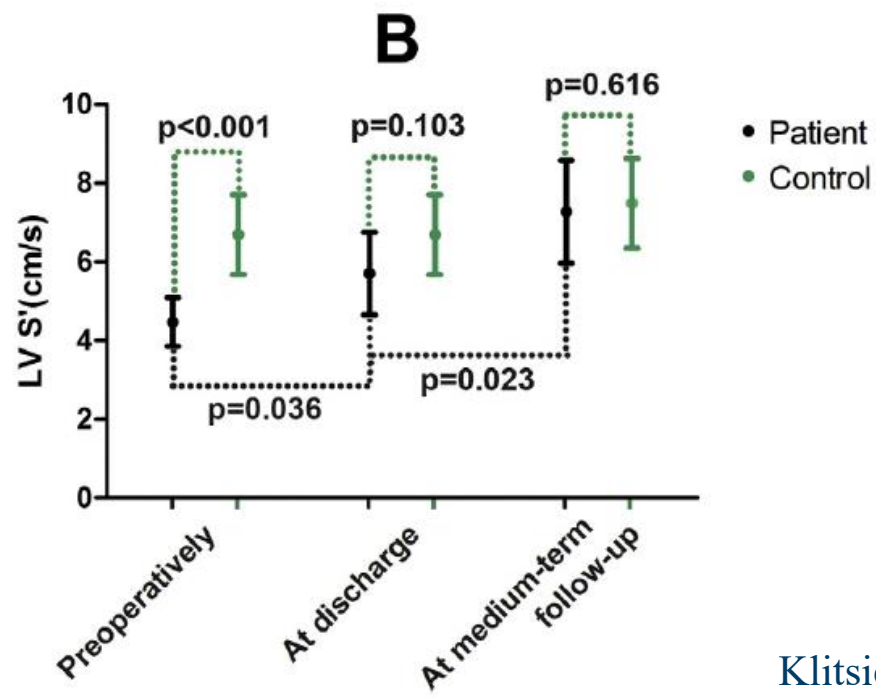 B
p=0.616
p<0.001
p=0.103
Patient
Control
LV S'(cm/s)
10
8
6
4
2
0
p=0.036
p=0.023
Preoperatively
At discharge
At medium-term
follow-up